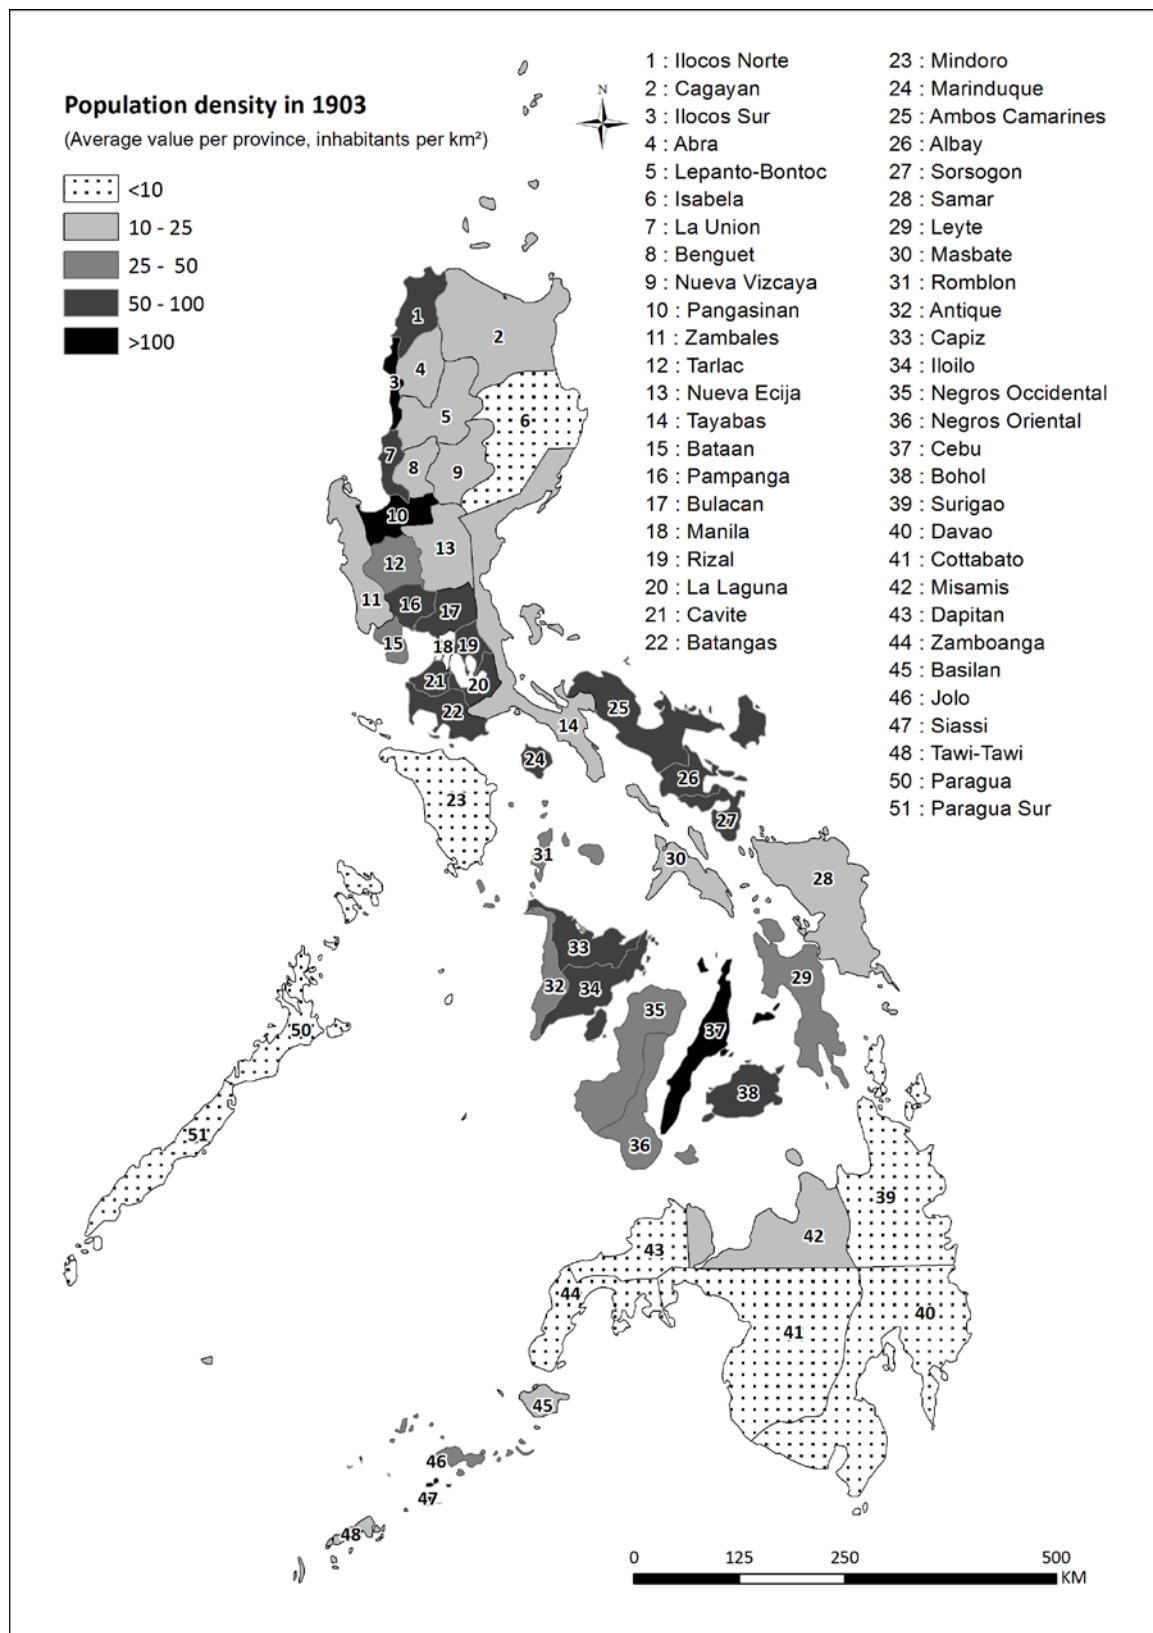 Population density in 1903
(Average value per province, inhabitants per km²)
<10
10 - 25
25 - 50
50 - 100
>100
N
1 : Ilocos Norte
2 : Cagayan
3 : Ilocos Sur
4 : Abra
5 : Lepanto-Bontoc
6 : Isabela
7 : La Union
8 : Benguet
9 : Nueva Vizcaya
10 : Pangasinan
11 : Zambales
12 : Tarlac
13 : Nueva Ecija
14 : Tayabas
15 : Bataan
16 : Pampanga
17 : Bulacan
18 : Manila
19 : Rizal
20 : La Laguna
21 : Cavite
22 : Batangas
23 : Mindoro
24 : Marinduque
25 : Ambos Camarines
26 : Albay
27 : Sorsogon
28 : Samar
29 : Leyte
30 : Masbate
31 : Romblon
32 : Antique
33 : Capiz
34 : Iloilo
35 : Negros Occidental
36 : Negros Oriental
37 : Cebu
38 : Bohol
39 : Surigao
40 : Davao
41 : Cottabato
42 : Misamis
43 : Dapitan
44 : Zamboanga
45 : Basilan
46 : Jolo
47 : Siassi
48 : Tawi-Tawi
50 : Paragua
51 : Paragua Sur
1
2
3
4
5
6
7
8
9
10
13
12
11
16
17
15
18
19
21
20
22
25
14
24
26
23
27
31
30
28
33
32
34
29
35
50
37
38
51
36
39
42
43
44
40
41
45
46
47
48
0
125
250
500
KM